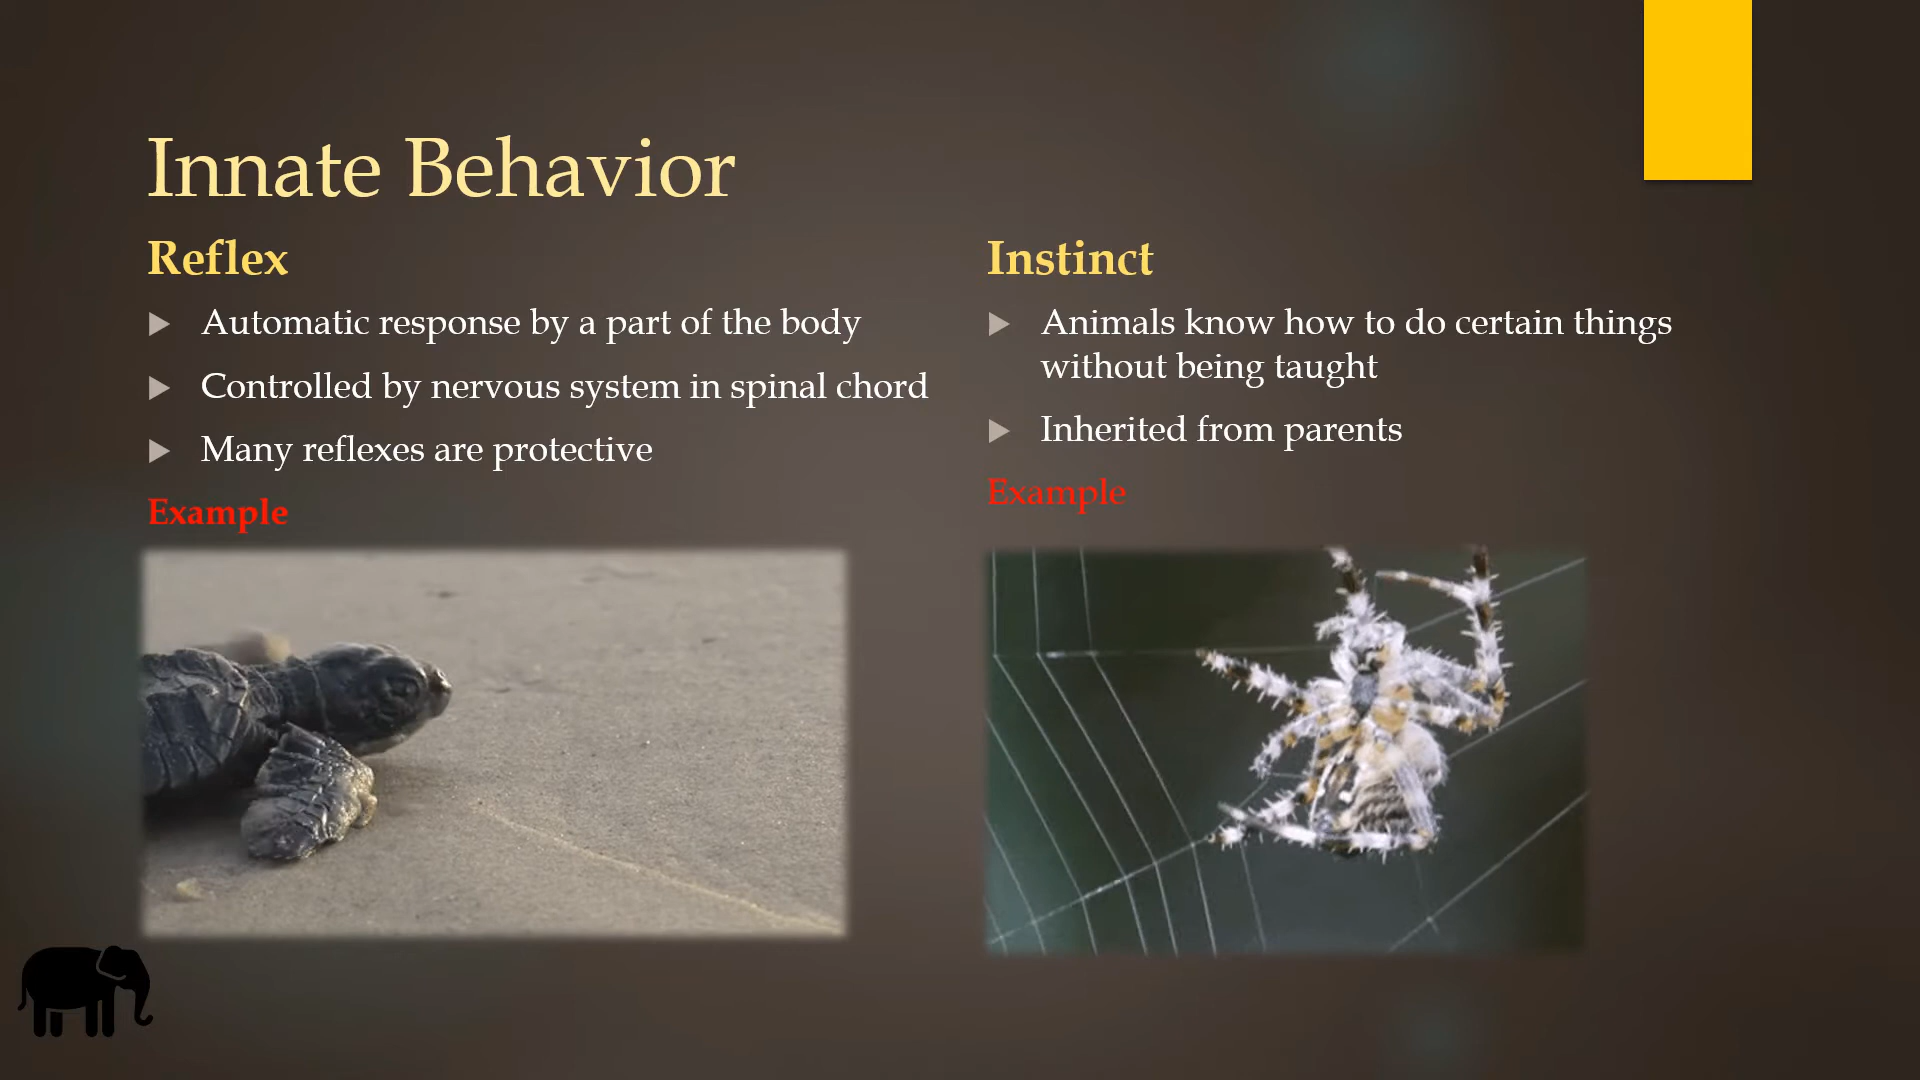 Innate Behavior
Reflex
Automatic response by a part of the body
Controlled by nervous system in spinal chord
Many reflexes are protective
Example
Instinct
Animals know how to do certain things
without being taught
Inherited from parents
Example